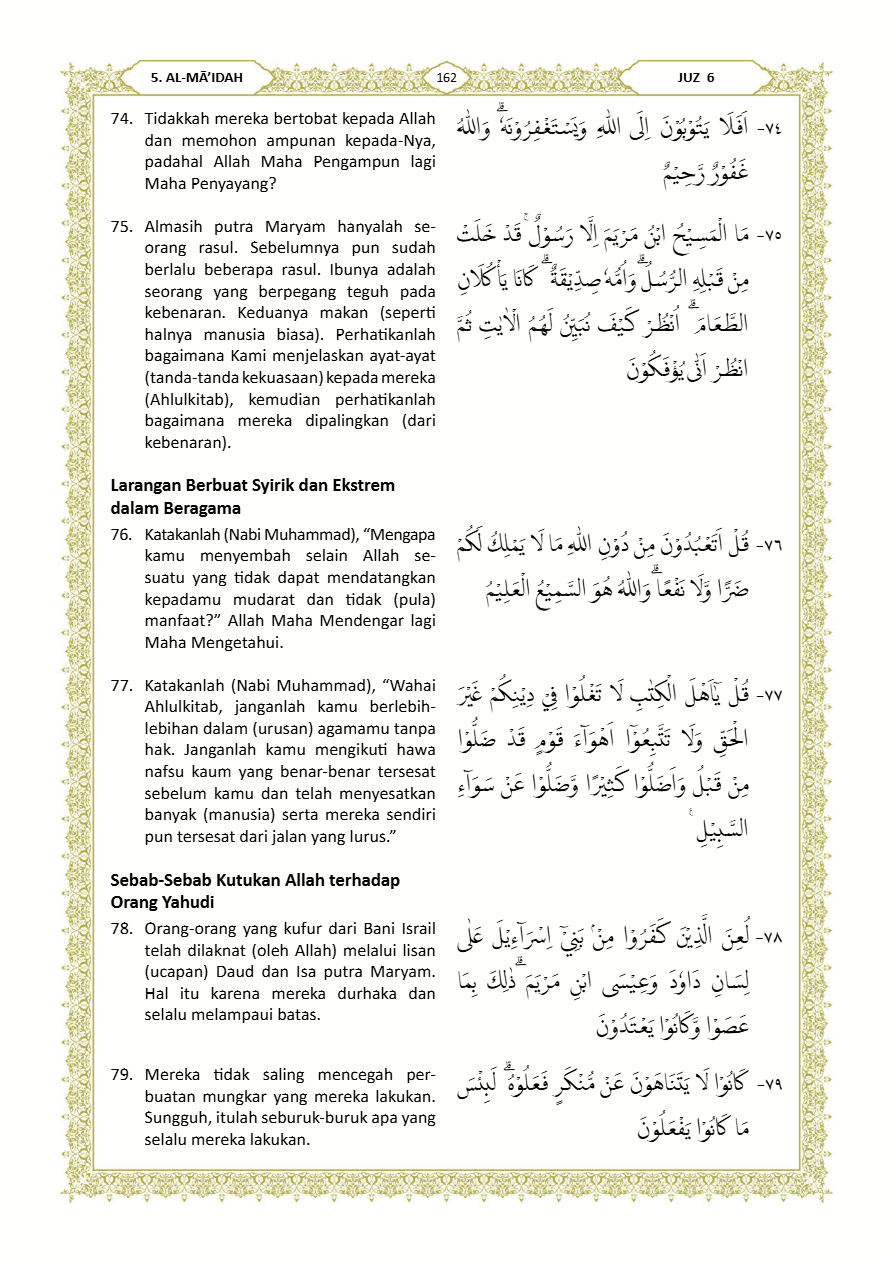 5. AL-MĀ’IDAH
162
JUZ 6
74. Tidakkah mereka bertobat kepada Allah
dan memohon ampunan kepada-Nya,
padahal Allah Maha Pengampun lagi
Maha Penyayang?
٧٤- اَفَلَا يَتُوْبُوْنَ اِلَى اللّٰهِ وَيَسْتَغْفِرُوْنَهٗۗ وَاللّٰهُ
غَفُوْرٌ رَّحِيْمٌ
75. Almasih putra Maryam hanyalah se-
orang rasul. Sebelumnya pun sudah
berlalu beberapa rasul. Ibunya adalah
seorang yang berpegang teguh pada
kebenaran. Keduanya makan (seperti
halnya manusia biasa). Perhatikanlah
bagaimana Kami menjelaskan ayat-ayat
(tanda-tanda kekuasaan) kepada mereka
(Ahlulkitab), kemudian perhatikanlah
bagaimana mereka dipalingkan (dari
kebenaran).
٧٥- مَا الْمَسِيْحُ ابْنُ مَرْيَمَ اِلَّا رَسُوْلٌۚ قَدْ خَلَتْ
مِنْ قَبْلِهِ الرُّسُلُۗ وَاُمُّهٗ صِدِّيْقَةٌۗ كَانَا يَأْكُلَانِ
الطَّعَامَۗ اُنْظُرْ كَيْفَ نُبَيِّنُ لَهُمُ الْاٰيٰتِ ثُمَّ
انْظُرْ اَنّٰى يُؤْفَكُوْنَ
Larangan Berbuat Syirik dan Ekstrem
dalam Beragama
76. Katakanlah (Nabi Muhammad), “Mengapa
kamu menyembah selain Allah se-
suatu yang tidak dapat mendatangkan
kepadamu mudarat dan tidak (pula)
manfaat?” Allah Maha Mendengar lagi
Maha Mengetahui.
٧٦- قُلْ اَتَعْبُدُوْنَ مِنْ دُوْنِ اللّٰهِ مَا لَا يَمْلِكُ لَكُمْ
ضَرًّا وَّلَا نَفْعًاۗ وَاللّٰهُ هُوَ السَّمِيْعُ الْعَلِيْمُ
77. Katakanlah (Nabi Muhammad), “Wahai
Ahlulkitab, janganlah kamu berlebih-
lebihan dalam (urusan) agamamu tanpa
hak. Janganlah kamu mengikuti hawa
nafsu kaum yang benar-benar tersesat
sebelum kamu dan telah menyesatkan
banyak (manusia) serta mereka sendiri
pun tersesat dari jalan yang lurus.”
٧٧- قُلْ يٰٓاَهْلَ الْكِتٰبِ لَا تَغْلُوْا فِيْ دِيْنِكُمْ غَيْرَ
الْحَقِّ وَلَا تَتَّبِعُوْٓا اَهْوَاۤءَ قَوْمٍ قَدْ ضَلُّوْا
مِنْ قَبْلُ وَاَضَلُّوْا كَثِيْرًا وَّضَلُّوْا عَنْ سَوَاۤءِ
السَّبِيْلِ ࣖ
Sebab-Sebab Kutukan Allah terhadap
Orang Yahudi
78. Orang-orang yang kufur dari Bani Israil
telah dilaknat (oleh Allah) melalui lisan
(ucapan) Daud dan Isa putra Maryam.
Hal itu karena mereka durhaka dan
selalu melampaui batas.
٧٨- لُعِنَ الَّذِيْنَ كَفَرُوْا مِنْۢ بَنِيْٓ اِسْرَاۤءِيْلَ عَلٰى
لِسَانِ دَاوٗدَ وَعِيْسَى ابْنِ مَرْيَمَۗ ذٰلِكَ بِمَا
عَصَوْا وَّكَانُوْا يَعْتَدُوْنَ
79. Mereka tidak saling mencegah per-
buatan mungkar yang mereka lakukan.
Sungguh, itulah seburuk-buruk apa yang
selalu mereka lakukan.
٧٩- كَانُوْا لَا يَتَنَاهَوْنَ عَنْ مُّنْكَرٍ فَعَلُوْهُۗ لَبِئْسَ
مَا كَانُوْا يَفْعَلُوْنَ